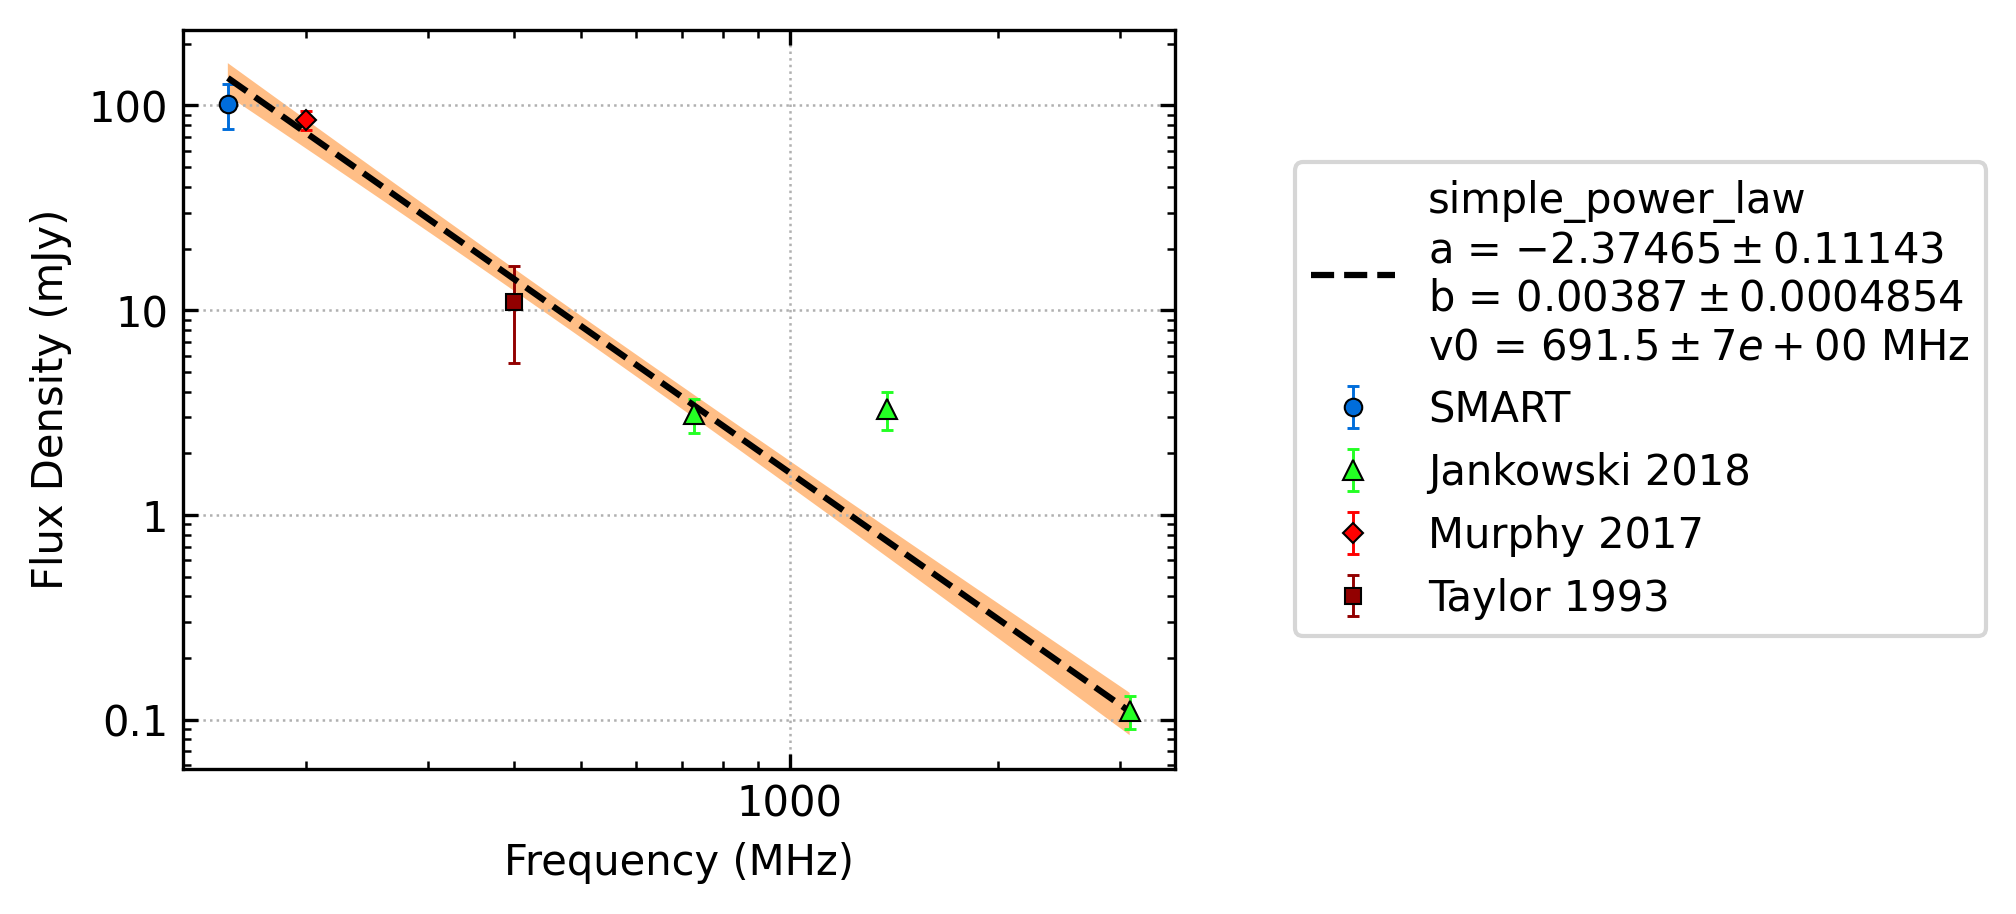 100
10
1
0.1
Flux Density (mJy)
1000
Frequency (MHz)
simple_power_law
a = −2.37465 ± 0.11143
b = 0.00387 ± 0.0004854
v0 = 691.5 ± 7e + 00 MHz
SMART
Jankowski 2018
Murphy 2017
Taylor 1993